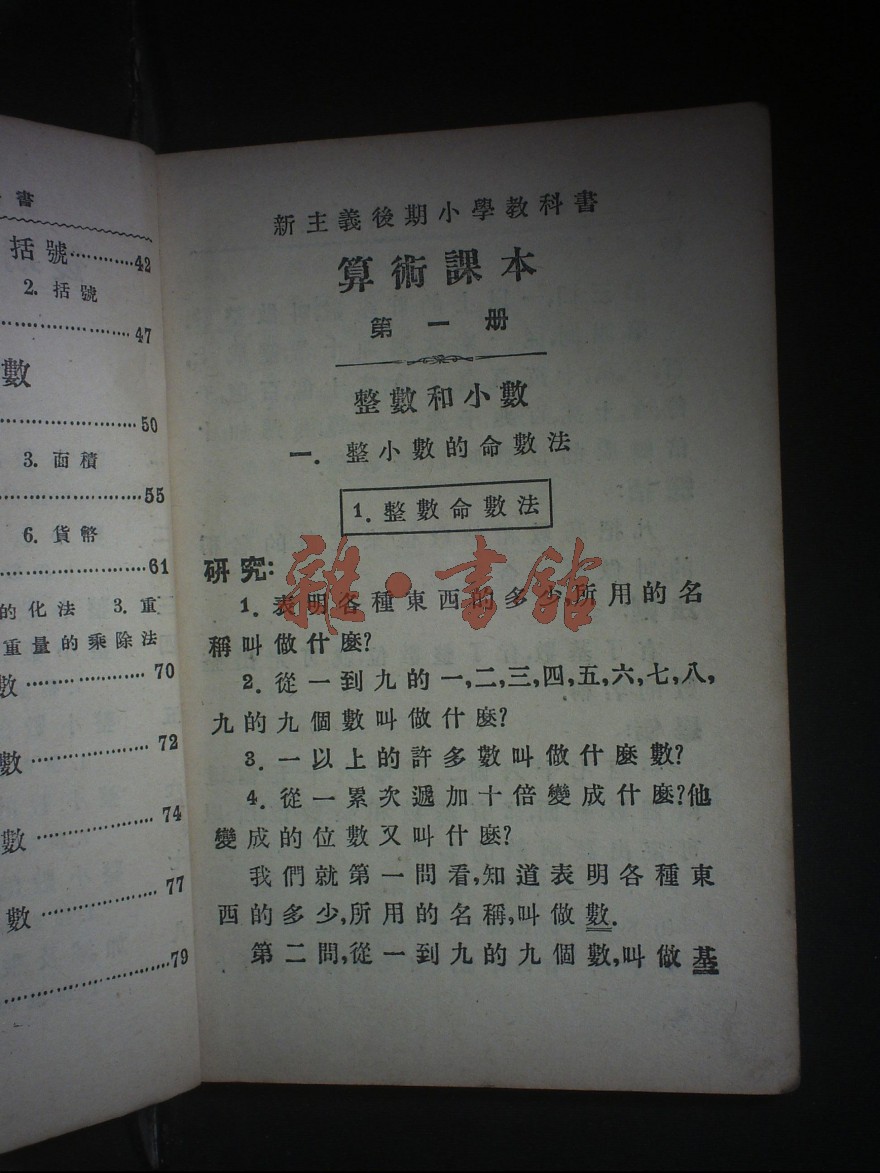 書
括號············42
2. 括號
··················47
數
··················50
3. 面積
··················55
6. 貨幣
··················61
的化法 3. 重
重量的乘除法
數··················70
數··················72
數··················74
數··················77
··················79
新主義後期小學教科書
算術課本
第一册
整數和小數
一. 整小數的命數法
1. 整數命數法
研究:
1. 表明各種東西的多少,所用的名
稱叫做什麼?
2. 從一到九的一,二,三,四,五,六,七,八,
九的九個數叫做什麼?
3. 一以上的許多數叫做什麼數?
4. 從一累次遞加十倍變成什麼?他
變成的位數又叫什麼?
我們就第一問看,知道表明各種東
西的多少,所用的名稱,叫做數.
第二問,從一到九的九個數,叫做基
雜·書館